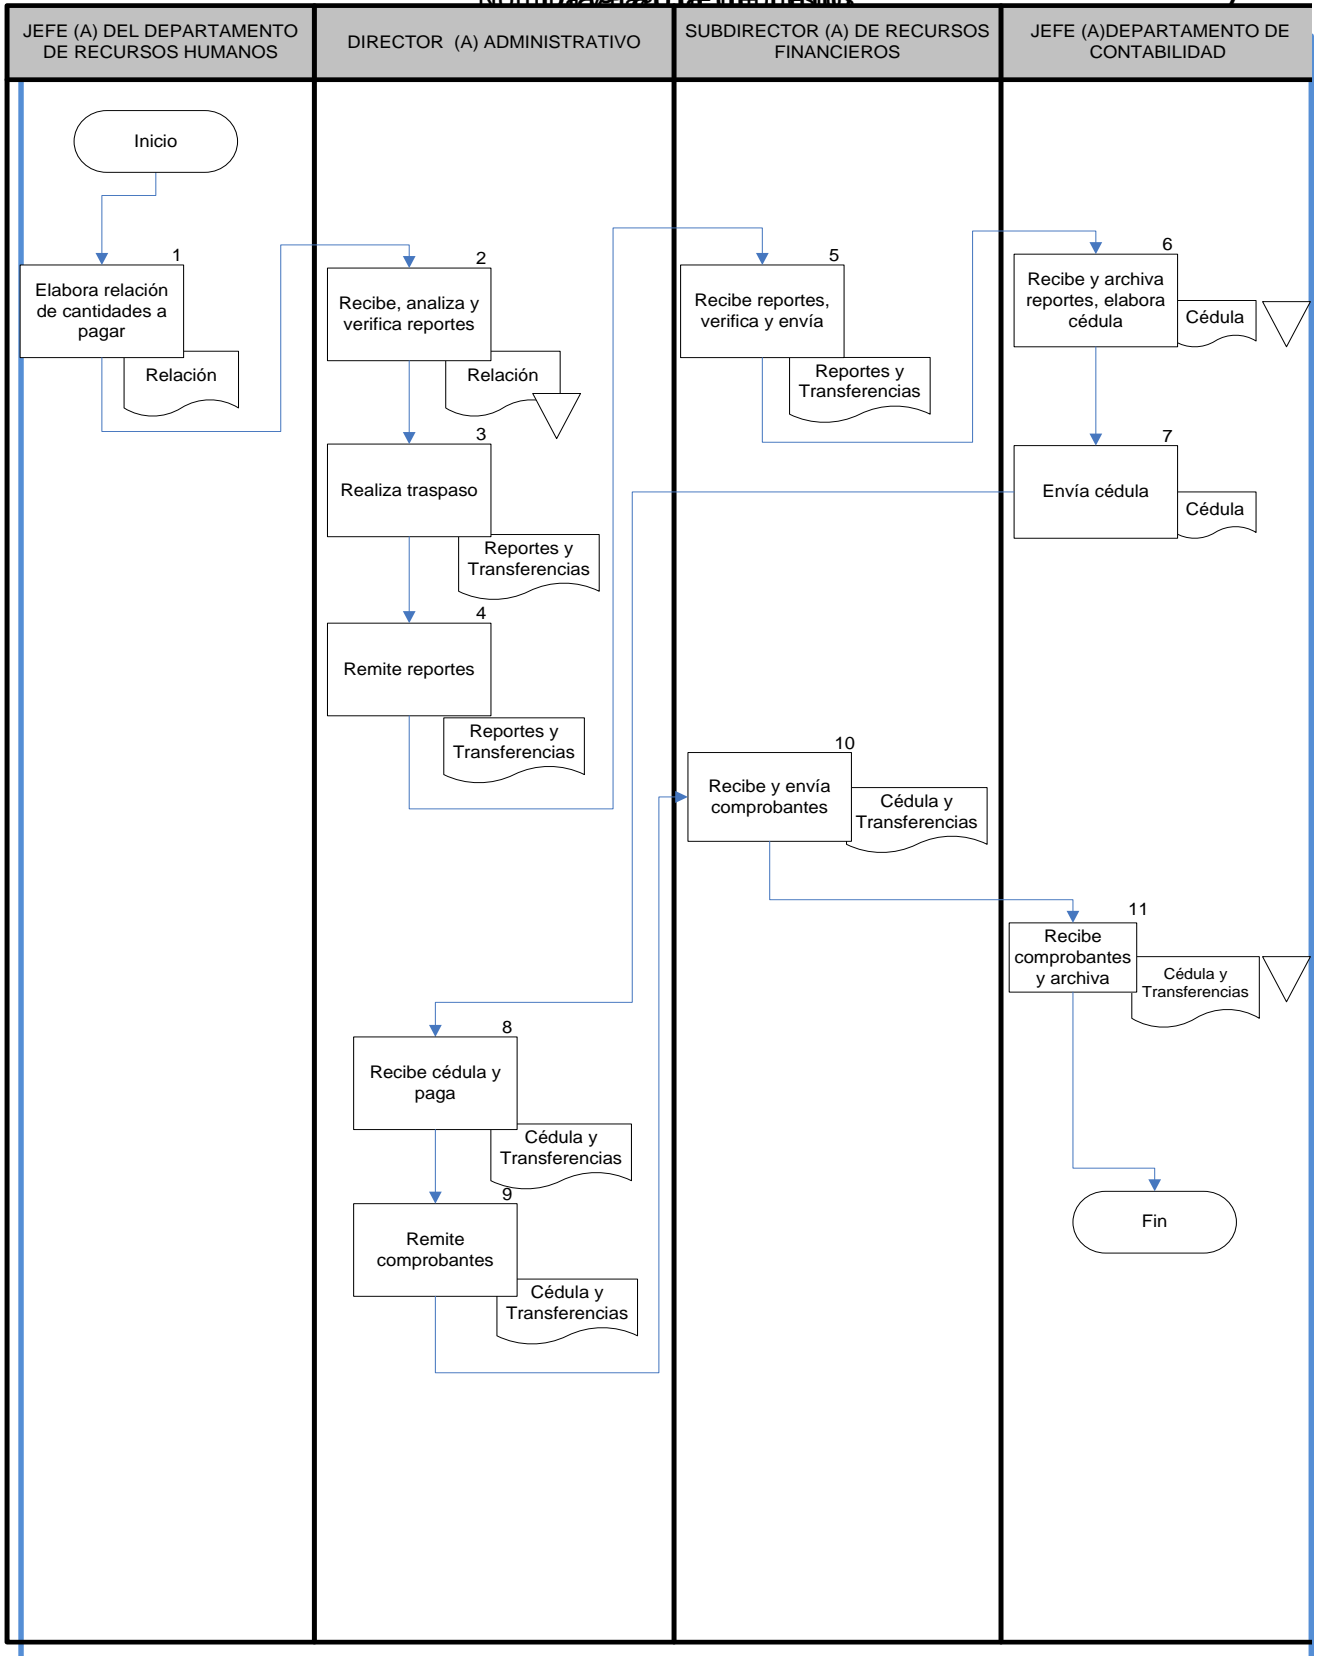 JEFE (A) DEL DEPARTAMENTO
DE RECURSOS HUMANOS
DIRECTOR (A) ADMINISTRATIVO
SUBDIRECTOR (A) DE RECURSOS
FINANCIEROS
JEFE (A)DEPARTAMENTO DE
CONTABILIDAD
Inicio
1
Elabora relación
de cantidades a
pagar
Relación
2
Recibe, analiza y
verifica reportes
Relación
3
Realiza traspaso
Reportes y
Transferencias
4
Remite reportes
Reportes y
Transferencias
5
Recibe reportes,
verifica y envía
Reportes y
Transferencias
6
Recibe y archiva
reportes, elabora
cédula
Cédula
7
Envía cédula
Cédula
8
Recibe cédula y
paga
Cédula y
Transferencias
9
Remite
comprobantes
Cédula y
Transferencias
10
Recibe y envía
comprobantes
Cédula y
Transferencias
11
Recibe
comprobantes
y archiva
Cédula y
Transferencias
Fin